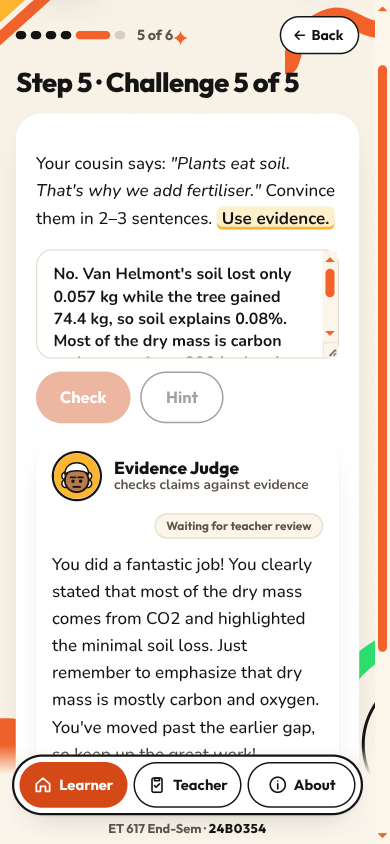 5 of 6
← Back
Step 5 · Challenge 5 of 5
Your cousin says: "Plants eat soil.
That's why we add fertiliser." Convince
them in 2–3 sentences. Use evidence.
No. Van Helmont's soil lost only
0.057 kg while the tree gained
74.4 kg, so soil explains 0.08%.
Most of the dry mass is carbon
Check
Hint
Evidence Judge
checks claims against evidence
Waiting for teacher review
You did a fantastic job! You clearly
stated that most of the dry mass
comes from CO2 and highlighted
the minimal soil loss. Just
remember to emphasize that dry
mass is mostly carbon and oxygen.
You've moved past the earlier gap,
so keep up the great work!
Learner
Teacher
About
ET 617 End-Sem · 24B0354